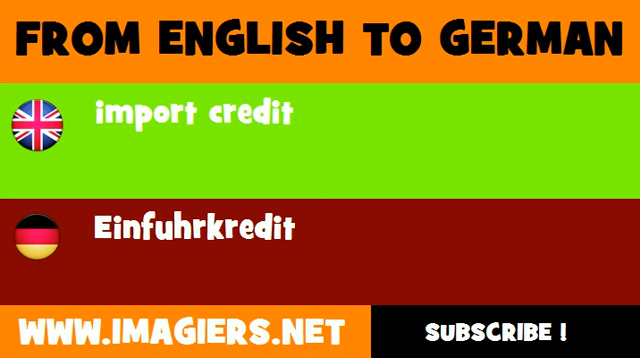 FROM ENGLISH TO GERMAN
import credit
Einfuhrkredit
WWW.IMAGIERS.NET
SUBSCRIBE !